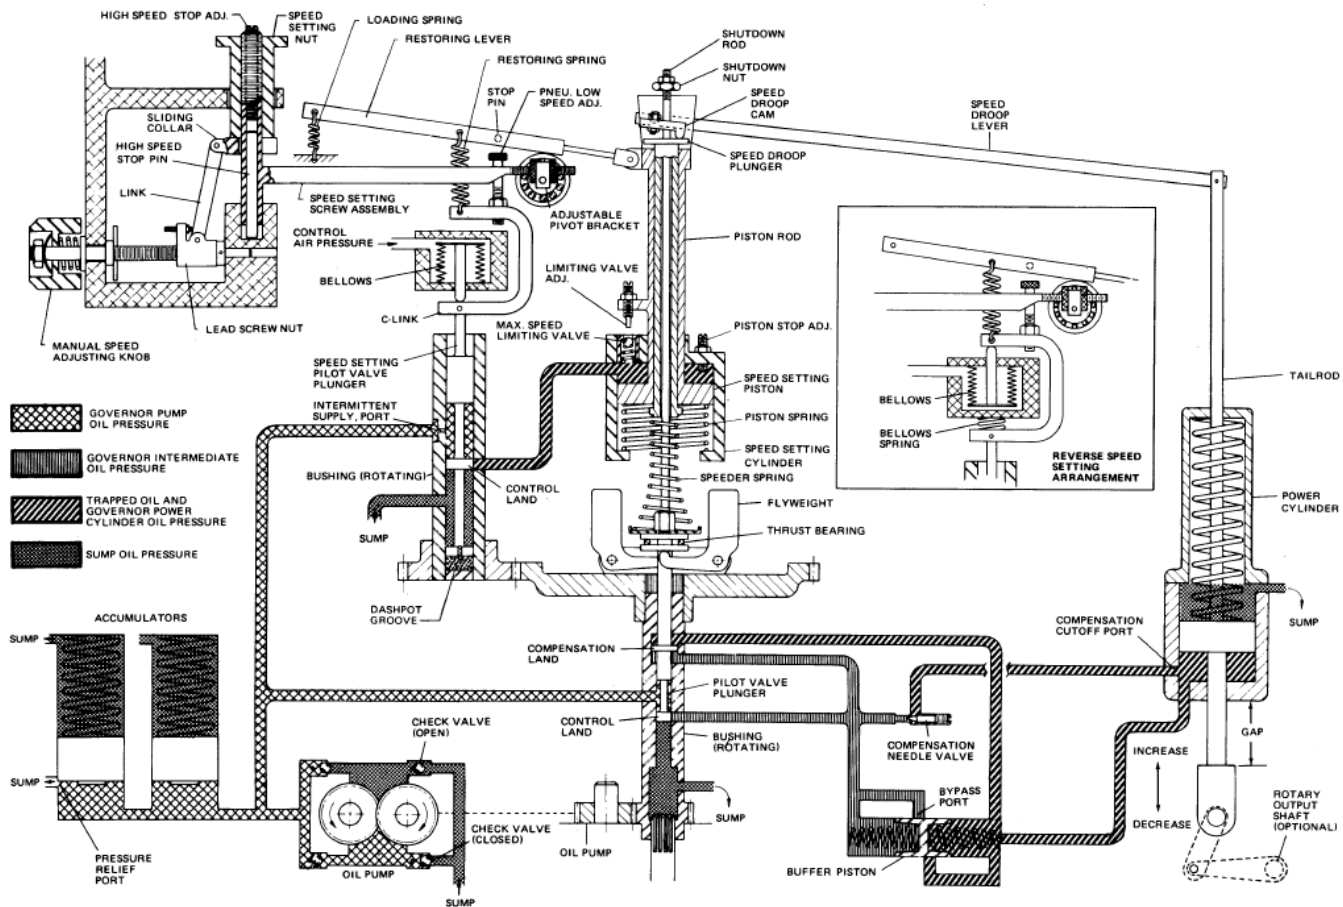 HIGH SPEED STOP ADJ.
SPEED
SETTING
NUT
LOADING SPRING
RESTORING LEVER
RESTORING SPRING
STOP
PIN
PNEU. LOW
SPEED ADJ.
SHUTDOWN
ROD
SHUTDOWN
NUT
SPEED
DROOP
CAM
SPEED
DROOP
LEVER
SPEED DROOP
PLUNGER
SLIDING
COLLAR
HIGH SPEED
STOP PIN
LINK
SPEED SETTING
SCREW ASSEMBLY
ADJUSTABLE
PIVOT BRACKET
PISTON ROD
CONTROL
AIR PRESSURE
BELLOWS
LIMITING VALVE
ADJ.
C-LINK
LEAD SCREW NUT
MANUAL SPEED
ADJUSTING KNOB
MAX. SPEED
LIMITING VALVE
PISTON STOP ADJ.
SPEED SETTING
PILOT VALVE
PLUNGER
SPEED SETTING
PISTON
TAILROD
BELLOWS
BELLOWS
SPRING
REVERSE SPEED
SETTING
ARRANGEMENT
GOVERNOR PUMP
OIL PRESSURE
INTERMITTENT
SUPPLY, PORT
PISTON SPRING
GOVERNOR INTERMEDIATE
OIL PRESSURE
BUSHING (ROTATING)
CONTROL
LAND
SPEED SETTING
CYLINDER
SPEEDER SPRING
TRAPPED OIL AND
GOVERNOR POWER
CYLINDER OIL PRESSURE
FLYWEIGHT
POWER
CYLINDER
SUMP
THRUST BEARING
SUMP OIL PRESSURE
DASHPOT
GROOVE
ACCUMULATORS
SUMP
COMPENSATION
CUTOFF PORT
SUMP
COMPENSATION
LAND
PILOT VALVE
PLUNGER
CHECK VALVE
(OPEN)
CONTROL
LAND
BUSHING
(ROTATING)
COMPENSATION
NEEDLE VALVE
GAP
INCREASE
SUMP
BYPASS
PORT
DECREASE
ROTARY
OUTPUT
SHAFT
(OPTIONAL)
SUMP
CHECK VALVE
(CLOSED)
OIL PUMP
PRESSURE
RELIEF
PORT
OIL PUMP
BUFFER PISTON
SUMP